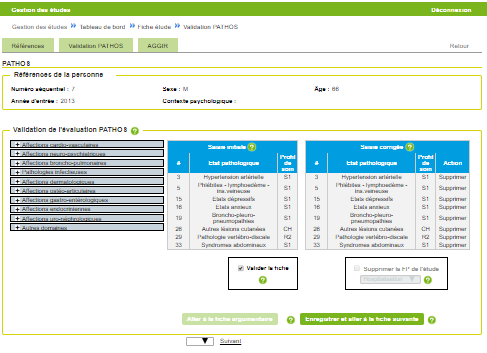 Gestion des études Déconnexion
Gestion des études Tableau de bord Fiche étude Validation PATHOS
Références Validation PATHOS AGGIR Retour
PATHOS
Références de la personne
Numéro séquentiel : 7 Sexe : M Âge : 66
Année d'entrée : 2013 Contexte psychologique :
Validation de l'évaluation PATHOS
+ Affections cardio-vasculaires
+ Affections neuro-psychiatriques
+ Affections broncho-pulmonaires
+ Pathologies infectieuses
+ Affections dermatologiques
+ Affections ostéo-articulaires
+ Affections gastro-entérologiques
+ Affections endocriniennes
+ Affections uro-néphrologiques
+ Autres domaines
Saisie initiale
# Etat pathologique Profil de soin
3 Hypertension artérielle S1
5 Phlébites - lymphoedème - ins.veineuse S1
15 Etats dépressifs S1
16 Etats anxieux S1
19 Broncho-pleuro-pneumopathies S1
26 Autres lésions cutanées CH
29 Pathologie vertébro-discale R2
33 Syndromes abdominaux S1
Saisie corrigée
# Etat pathologique Profil de soin Action
3 Hypertension artérielle S1 Supprimer
5 Phlébites - lymphoedème - ins.veineuse S1 Supprimer
15 Etats dépressifs S1 Supprimer
16 Etats anxieux S1 Supprimer
19 Broncho-pleuro-pneumopathies S1 Supprimer
26 Autres lésions cutanées CH Supprimer
29 Pathologie vertébro-discale R2 Supprimer
33 Syndromes abdominaux S1 Supprimer
Valider la fiche
Supprimer le FP de l'étude
Hospitalisation
Aller à la fiche argumentaire Enregistrer et aller à la fiche suivante
Suivant